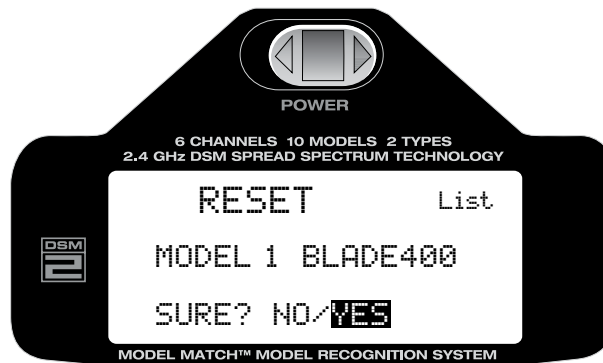 POWER
6 CHANNELS 10 MODELS 2 TYPES
2.4 GHz DSM SPREAD SPECTRUM TECHNOLOGY
RESET List
DSM
2
MODEL 1 BLADE400
SURE? NO/YES
MODEL MATCH™ MODEL RECOGNITION SYSTEM